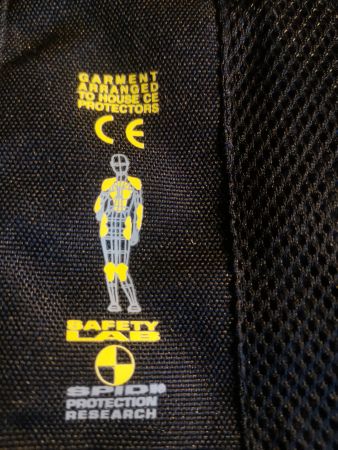 GARMENT
ARRANGED
TO HOUSE CE
PROTECTORS
CE
SAFETY
LAB
SPIDI®
PROTECTION
RESEARCH